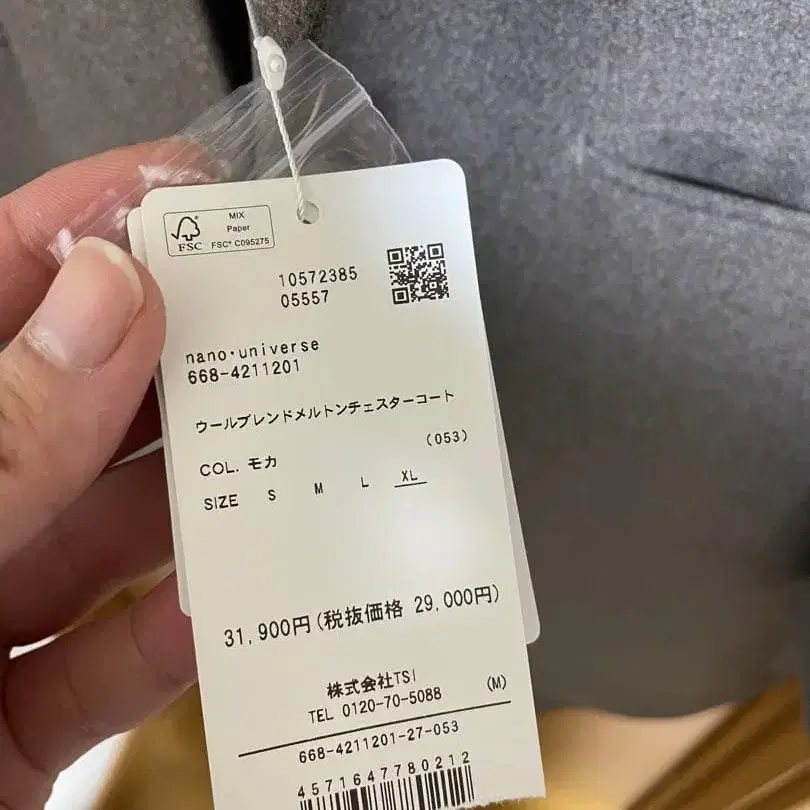 MIX
Paper
FSC
FSC® C095275
10572385
05557
nano・universe
668-4211201
ウールブレンドメルトンチェスターコート
(053)
COL. モカ
SIZE S M L XL
31,900円(税抜価格 29,000円)
株式会社TSI
TEL 0120-70-5088 (M)
668-4211201-27-053
4571647780212